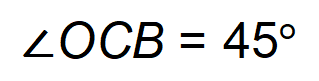 ∠OCB = 45°